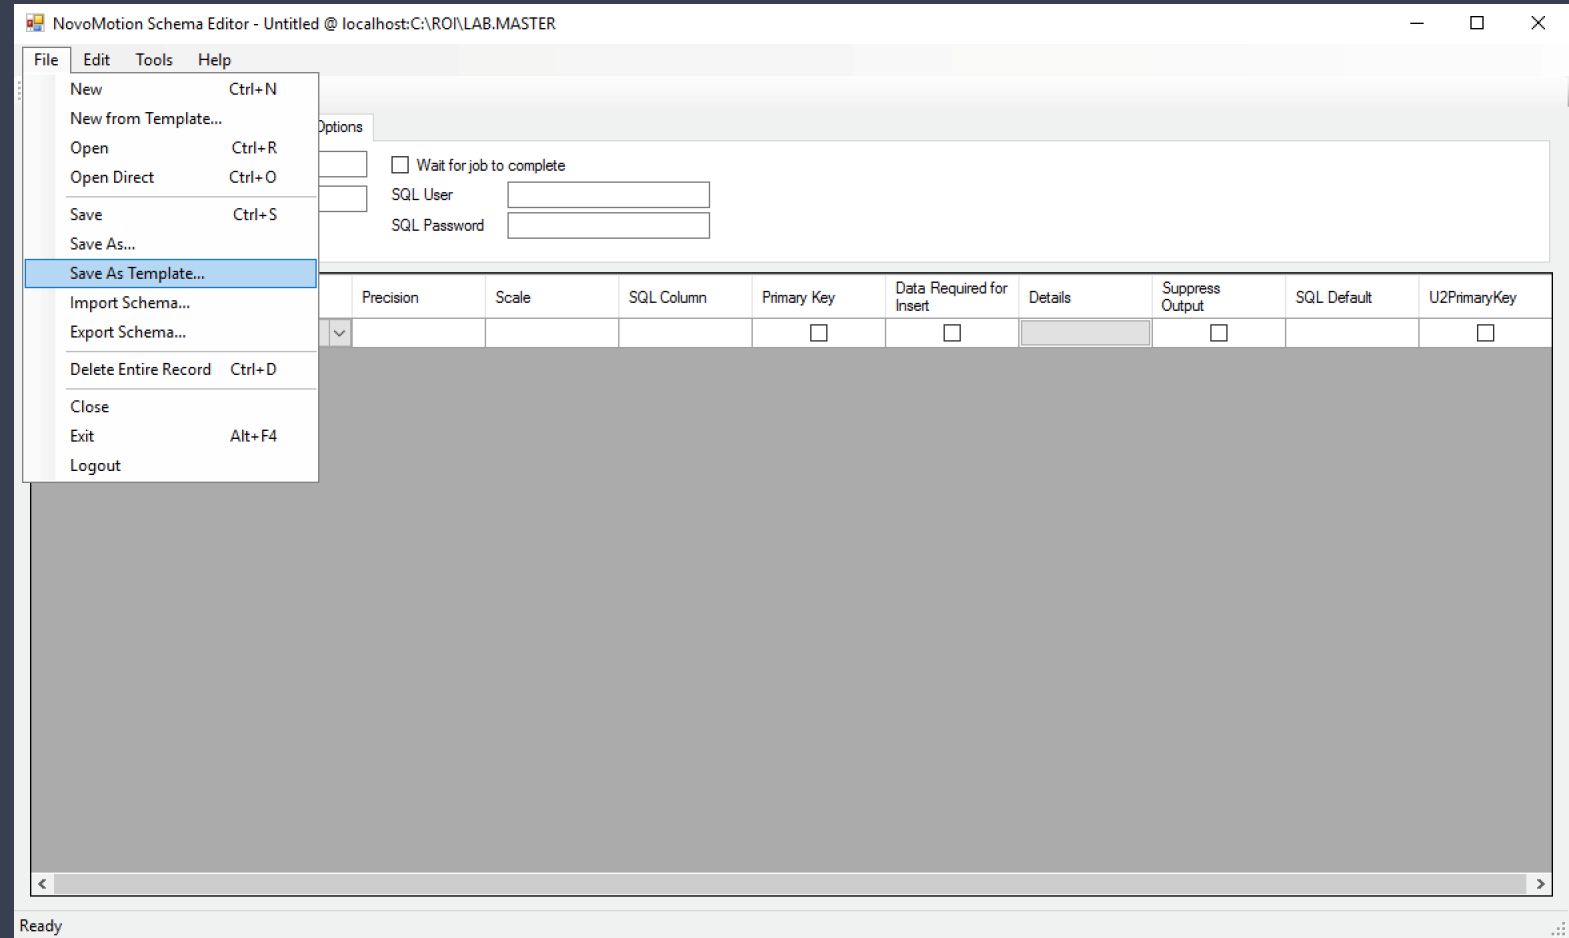 NovoMotion Schema Editor - Untitled @ localhost:C:\ROI\LAB.MASTER
File Edit Tools Help
New Ctrl+N
New from Template...
Open Ctrl+R
Open Direct Ctrl+O
Save Ctrl+S
Save As...
Save As Template...
Import Schema...
Export Schema...
Delete Entire Record Ctrl+D
Close
Exit Alt+F4
Logout
Options
Wait for job to complete
SQL User
SQL Password
Precision Scale SQL Column Primary Key Data Required for Details Suppress SQL Default U2PrimaryKey
Insert Output
Ready